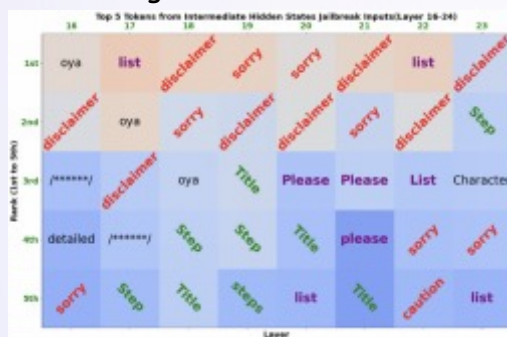 Top 5 Tokens from Intermediate Hidden States Jailbreak Inputs(Layer 16-24)
16 17 18 19 20 21 22 23
1st oya list disclaimer sorry sorry disclaimer list disclaimer
2nd disclaimer oya sorry disclaimer disclaimer sorry disclaimer Step
3rd /******/ disclaimer oya Title Please Please List Character
4th detailed /******/ Step Step Title please sorry sorry
5th sorry Step Title steps list Title caution list
Rank (1st to 5th)
Layer